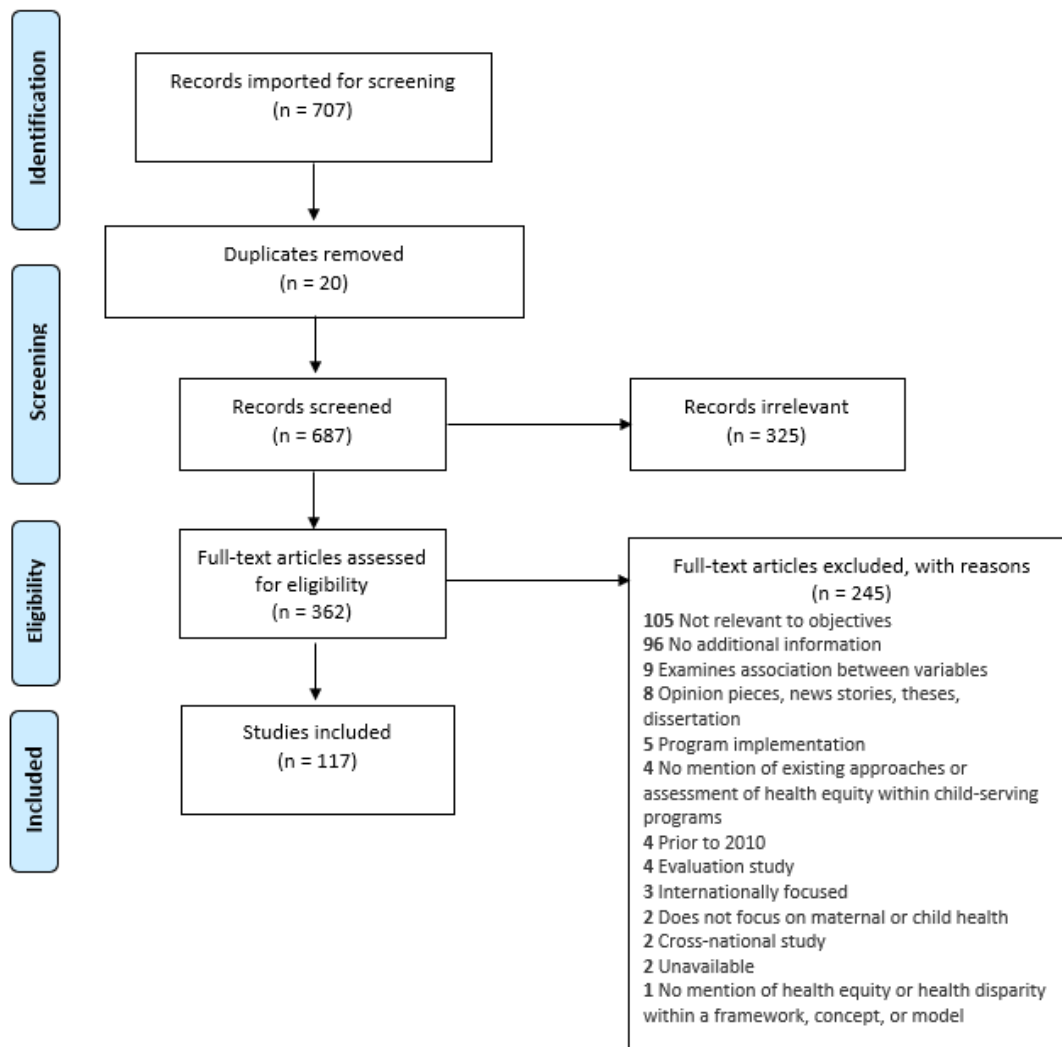 Identification
Records imported for screening
(n = 707)
Duplicates removed
(n = 20)
Screening
Records screened
(n = 687)
Records irrelevant
(n = 325)
Eligibility
Full-text articles assessed
for eligibility
(n = 362)
Full-text articles excluded, with reasons
(n = 245)
105 Not relevant to objectives
96 No additional information
9 Examines association between variables
8 Opinion pieces, news stories, theses,
dissertation
5 Program implementation
4 No mention of existing approaches or
assessment of health equity within child-serving
programs
4 Prior to 2010
4 Evaluation study
3 Internationally focused
2 Does not focus on maternal or child health
2 Cross-national study
2 Unavailable
1 No mention of health equity or health disparity
within a framework, concept, or model
Included
Studies included
(n = 117)